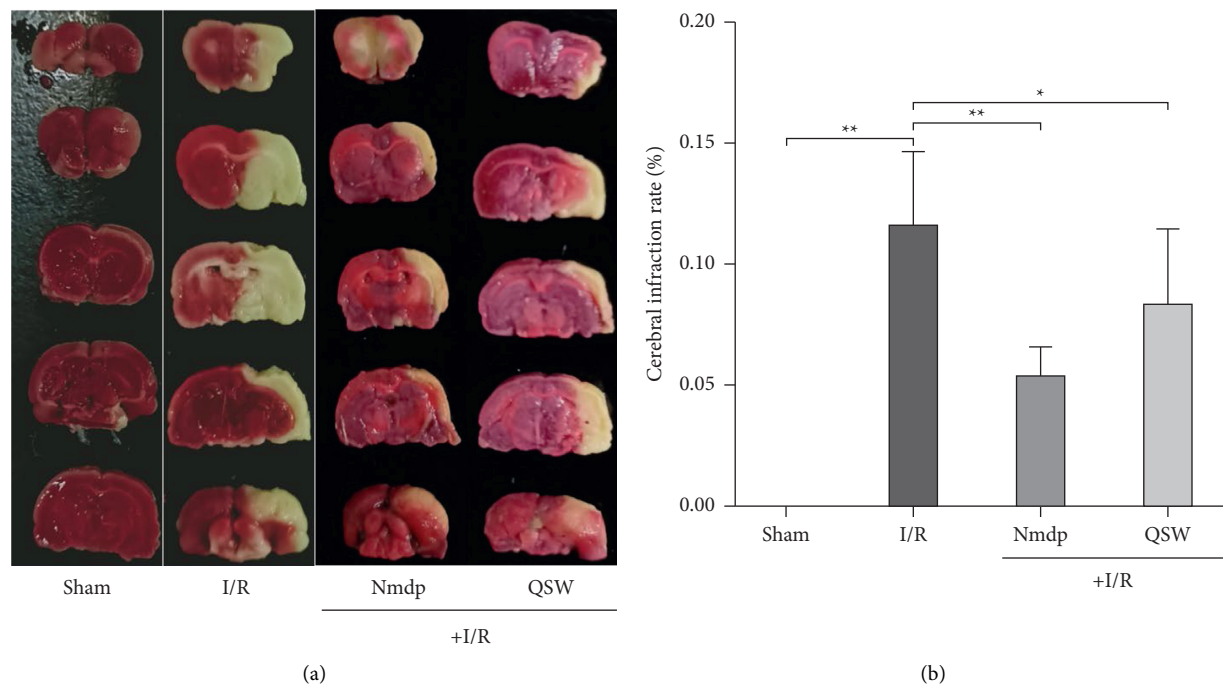 Sham
I/R
Nmdp
QSW
+I/R
(a)
Cerebral infraction rate (%)
0.20
0.15
0.10
0.05
0.00
**
**
*
Sham
I/R
Nmdp
QSW
+I/R
(b)